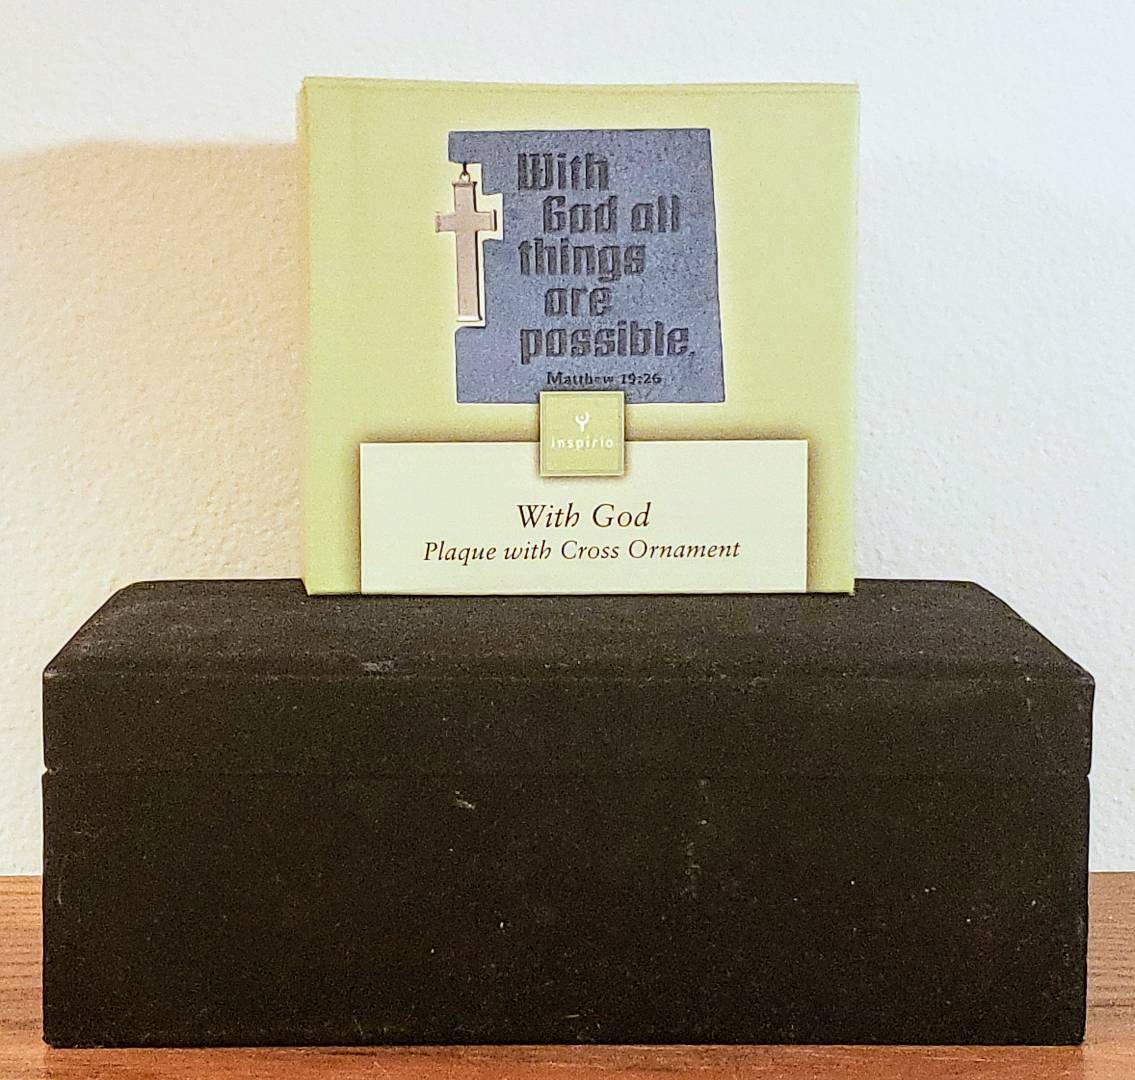 With
God all
things
are
possible.
Matthew 19:26
inspirio
With God
Plaque with Cross Ornament